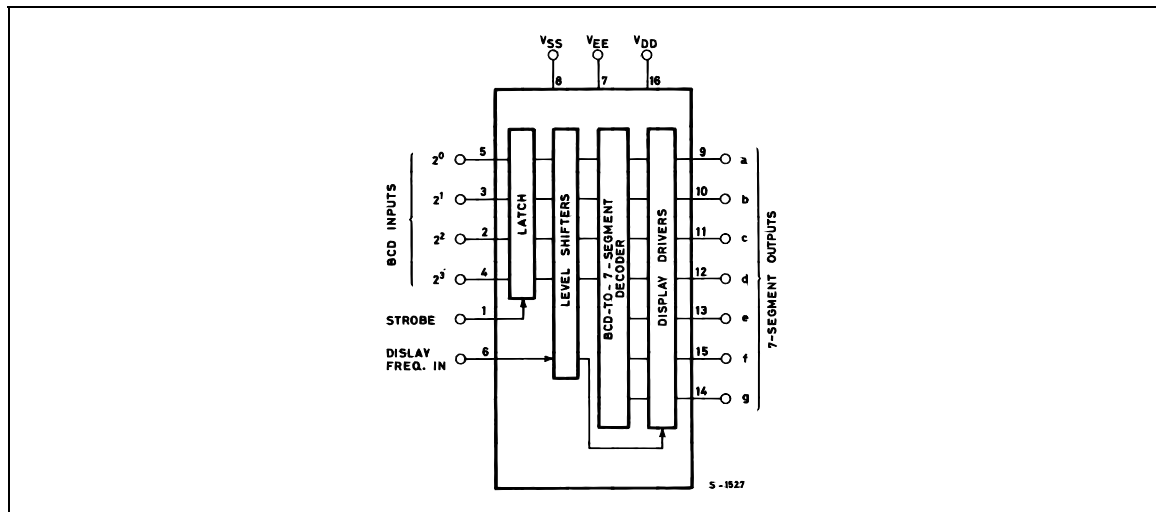 VSS VEE VDD
8 7 16
2⁰ 5 9 a
2¹ 3 10 b
2² 2 11 c
2³ 4 12 d
STROBE 1 13 e
DISLAY
FREQ. IN 6 15 f
14 g
BCD INPUTS
LATCH
LEVEL SHIFTERS
BCD-TO-7-SEGMENT
DECODER
DISPLAY DRIVERS
7-SEGMENT OUTPUTS
S-1527